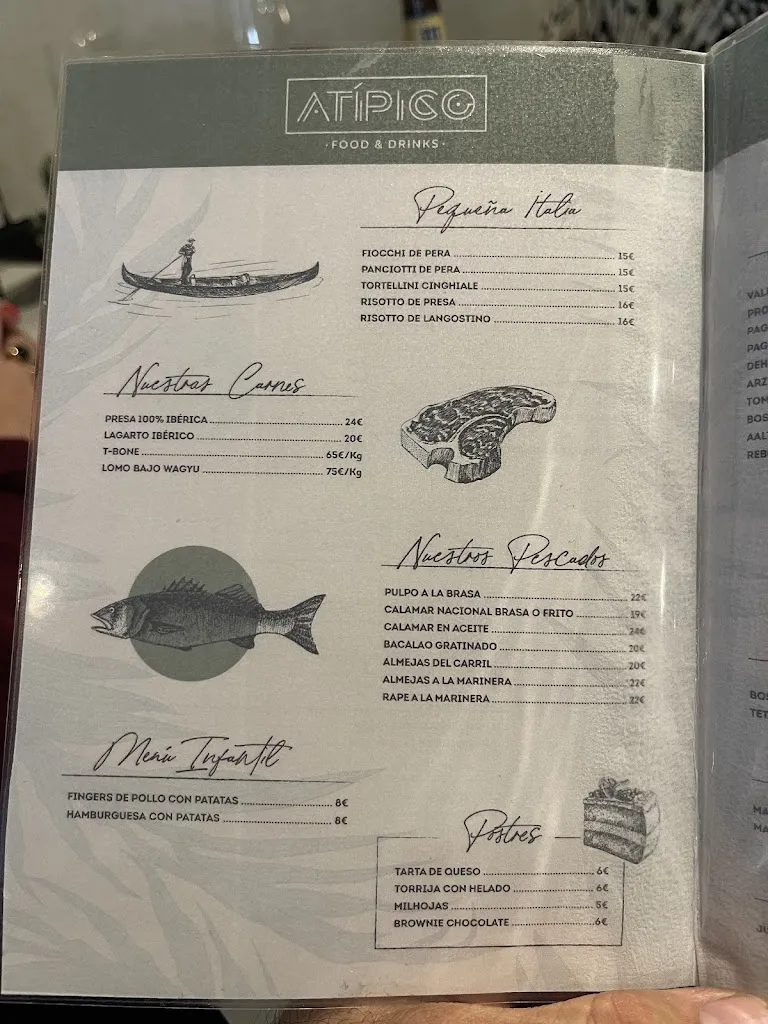 ATÍPICO
·FOOD & DRINKS·
Pequeña Italia
FIOCCHI DE PERA 15€
PANCIOTTI DE PERA 15€
TORTELLINI CINGHIALE 15€
RISOTTO DE PRESA 16€
RISOTTO DE LANGOSTINO 16€
Nuestras Carnes
PRESA 100% IBÉRICA 24€
LAGARTO IBÉRICO 20€
T-BONE 65€/Kg
LOMO BAJO WAGYU 75€/Kg
Nuestros Pescados
PULPO A LA BRASA 22€
CALAMAR NACIONAL BRASA O FRITO 19€
CALAMAR EN ACEITE 24€
BACALAO GRATINADO 20€
ALMEJAS DEL CARRIL 20€
ALMEJAS A LA MARINERA 22€
RAPE A LA MARINERA 22€
Menú Infantil
FINGERS DE POLLO CON PATATAS 8€
HAMBURGUESA CON PATATAS 8€
Postres
TARTA DE QUESO 6€
TORRIJA CON HELADO 6€
MILHOJAS 5€
BROWNIE CHOCOLATE 6€